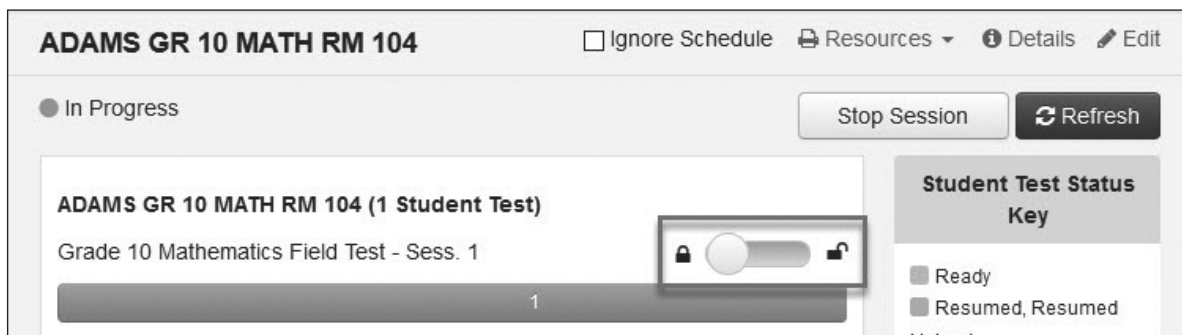 ADAMS GR 10 MATH RM 104
Ignore Schedule Resources Details Edit
In Progress
Stop Session Refresh
ADAMS GR 10 MATH RM 104 (1 Student Test)
Grade 10 Mathematics Field Test - Sess. 1
1
Student Test Status
Key
Ready
Resumed, Resumed